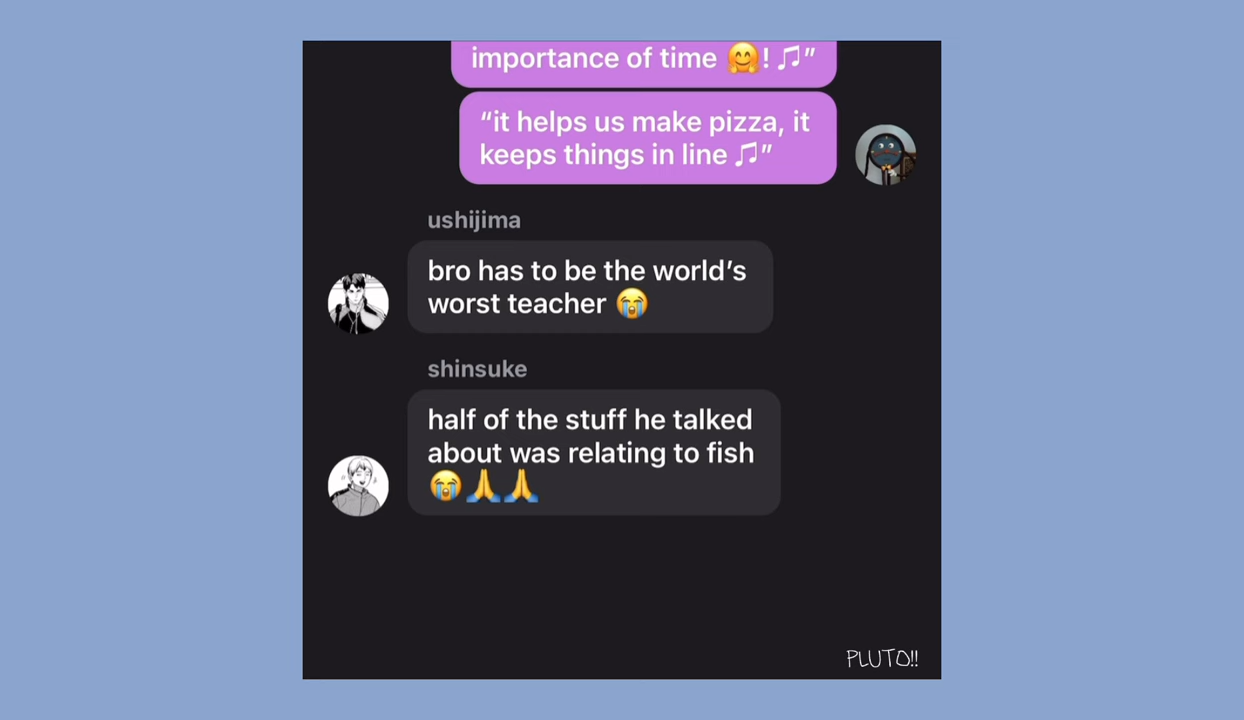 importance of time 🤗! 🎵”
“it helps us make pizza, it
keeps things in line 🎵”
ushijima
bro has to be the world’s
worst teacher 😭
shinsuke
half of the stuff he talked
about was relating to fish
😭🙏🙏
PLUTO!!